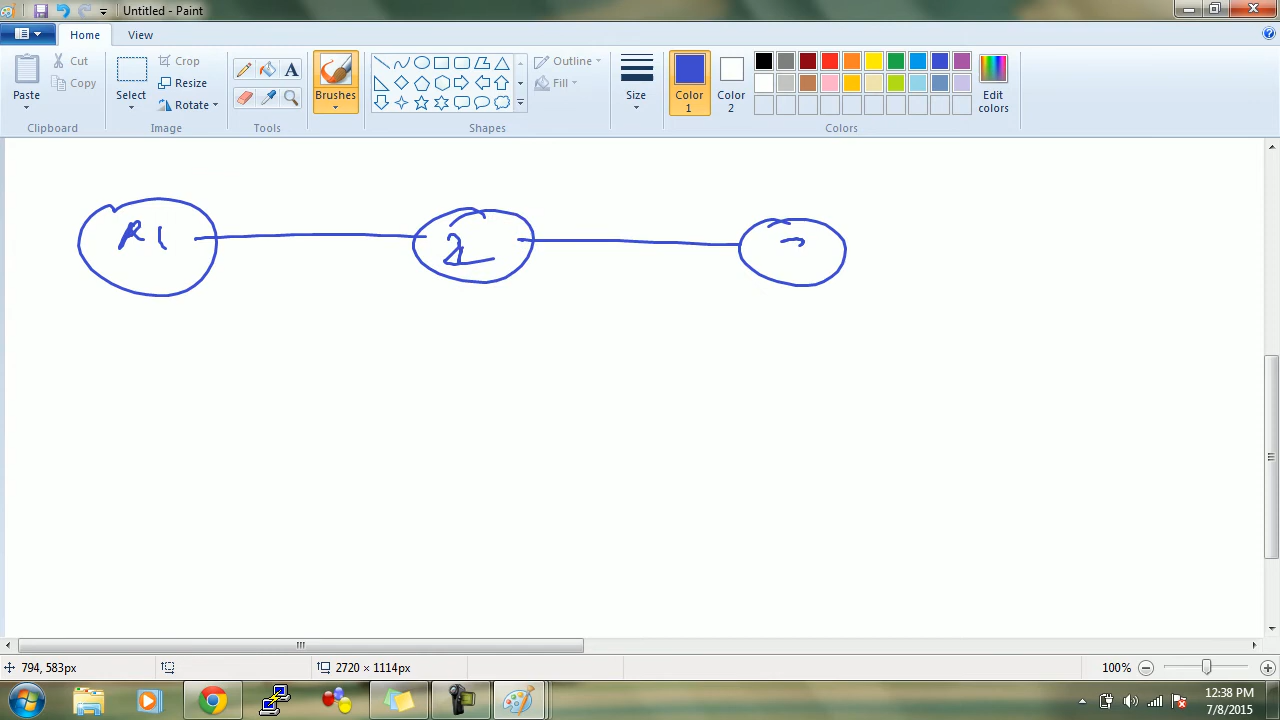 Untitled - Paint
Home View
Paste
Cut
Copy
Clipboard
Select
Crop
Resize
Rotate
Image
A
Tools
Brushes
Outline
Fill
Shapes
Size
Color 1
Color 2
Edit colors
Colors
R1 2
794, 583px
2720 × 1114px
100%
12:38 PM
7/8/2015